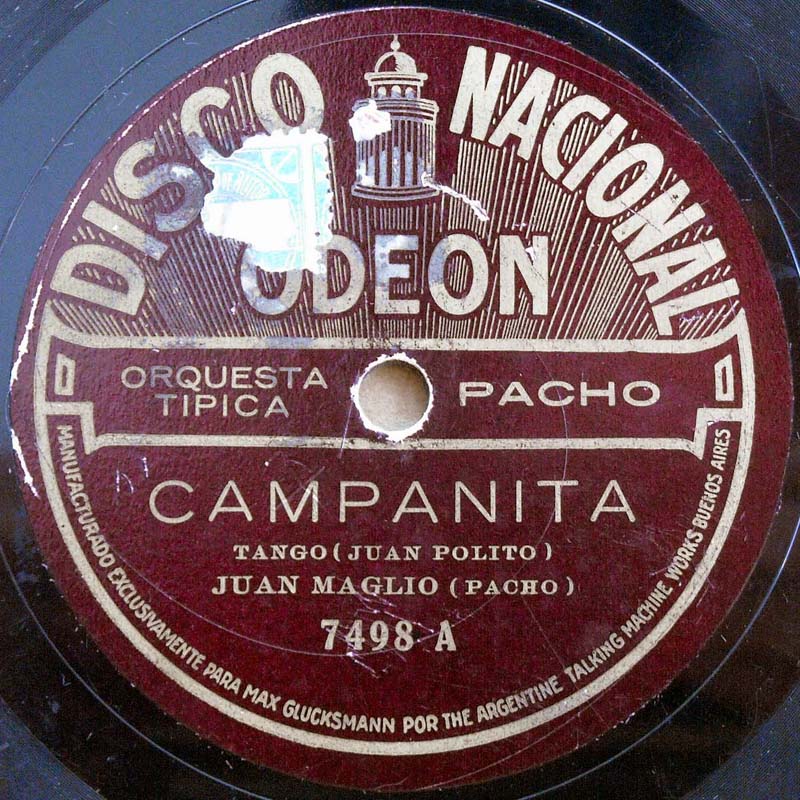 DISCO NACIONAL
ODEON
ORQUESTA
TIPICA
PACHO
CAMPANITA
TANGO (JUAN POLITO)
JUAN MAGLIO (PACHO)
7498 A
MANUFACTURADO EXCLUSIVAMENTE PARA MAX GLUCKSMANN POR THE ARGENTINE TALKING MACHINE WORKS BUENOS AIRES